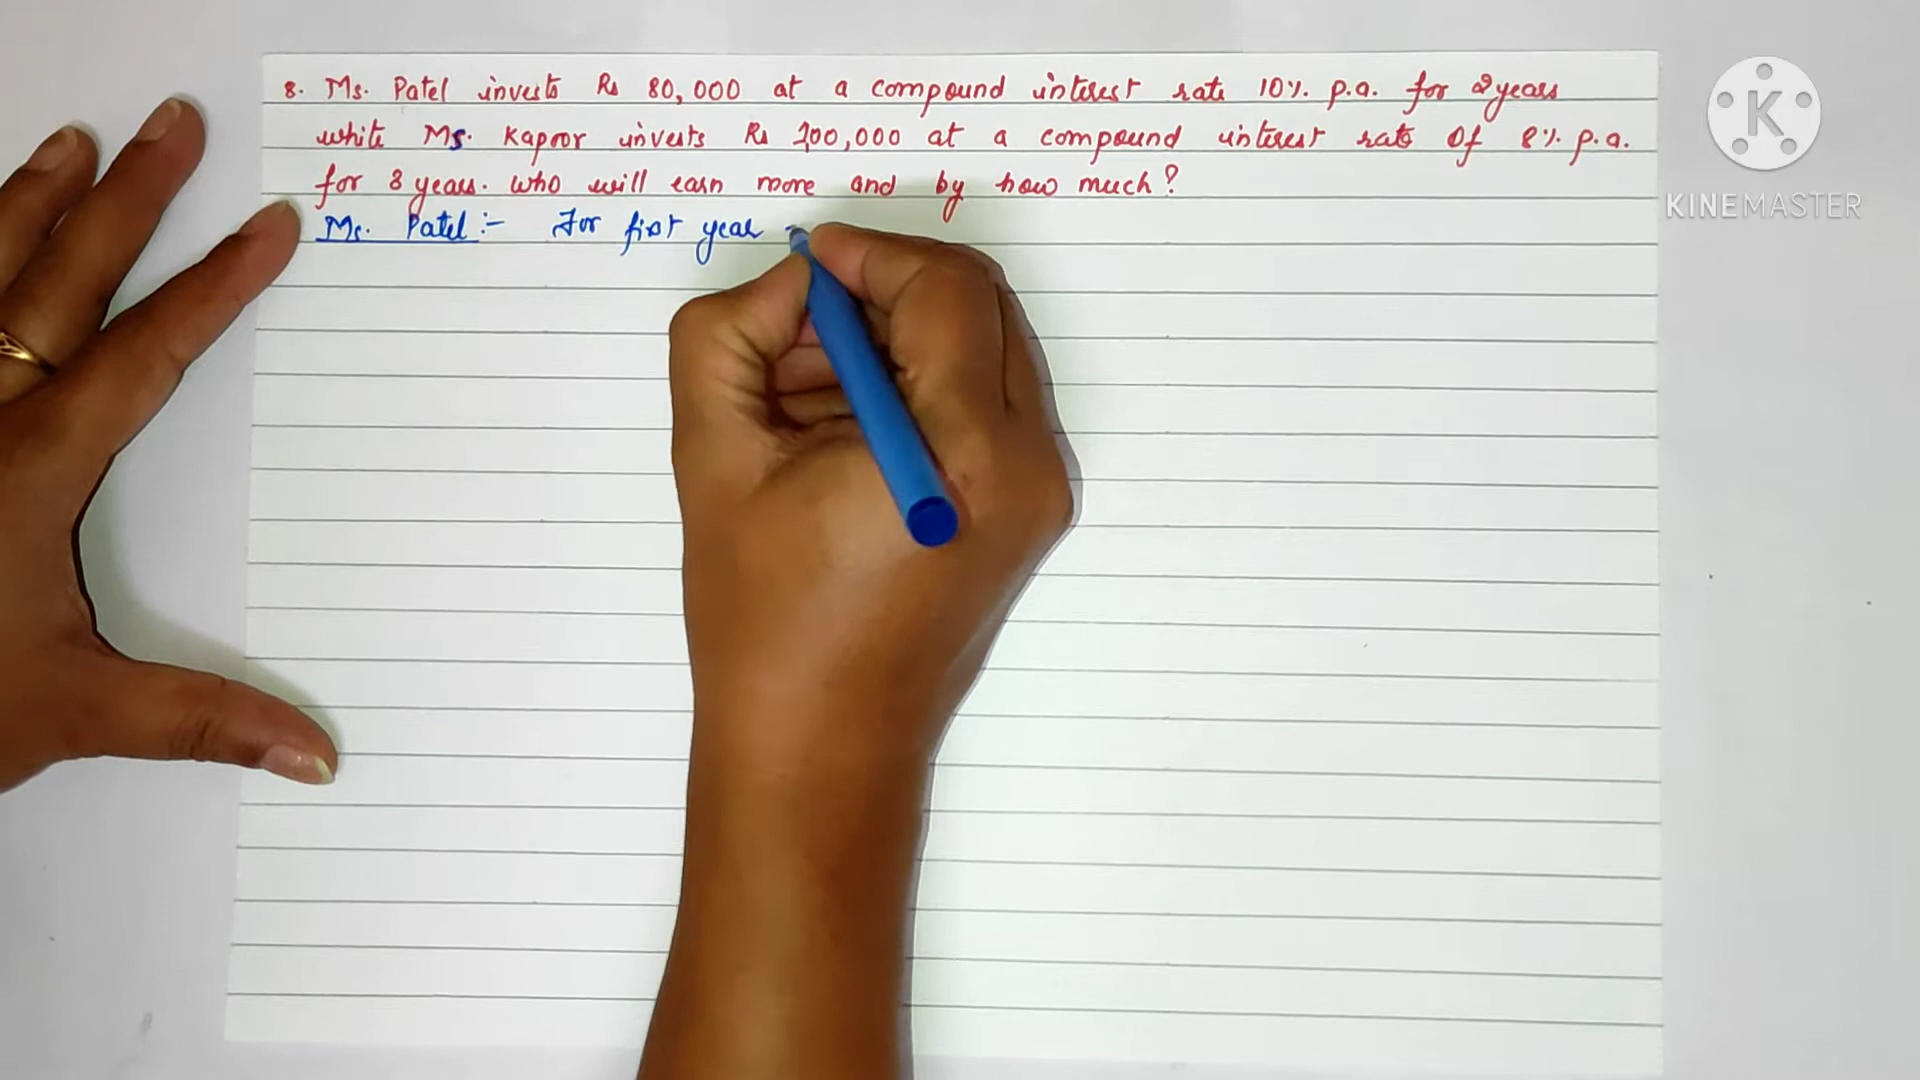 8. Ms. Patel invests Rs 80,000 at a compound interest rate 10%. p.a. for 2 years
white Ms. Kapoor invests Rs 100,000 at a compound interest rate Of 8%. p.a.
for 8 years. Who will earn more and by how much?
Ms. Patel :- For first year
K
KINEMASTER